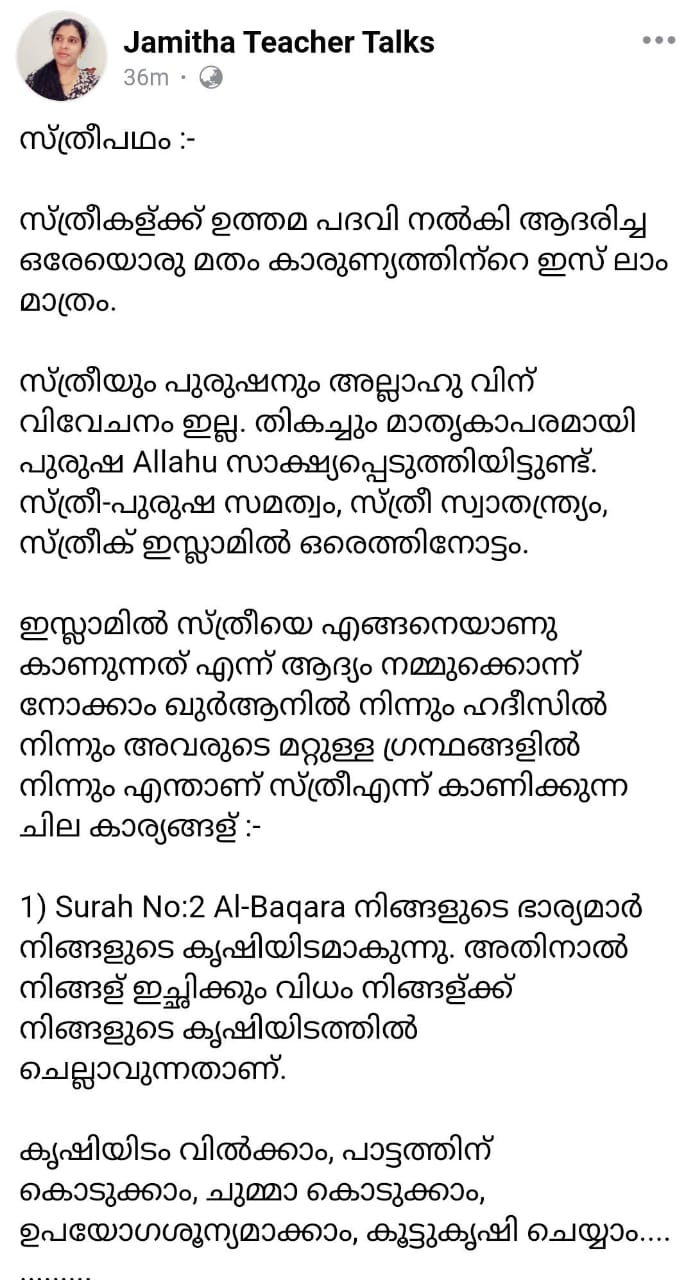 Jamitha Teacher Talks
36m
സ്ത്രീപഥം :-
സ്ത്രീകള്ക്ക് ഉത്തമ പദവി നൽകി ആദരിച്ച
ഒരേയൊരു മതം കാരുണ്യത്തിന്റെ ഇസ് ലാം
മാത്രം.
സ്ത്രീയും പുരുഷനും അല്ലാഹു വിന്
വിവേചനം ഇല്ല. തികച്ചും മാതൃകാപരമായി
പുരുഷ Allahu സാക്ഷ്യപ്പെടുത്തിയിട്ടുണ്ട്.
സ്ത്രീ-പുരുഷ സമത്വം, സ്ത്രീ സ്വാതന്ത്ര്യം,
സ്ത്രീക് ഇസ്ലാമിൽ ഒരെത്തിനോട്ടം.
ഇസ്ലാമിൽ സ്ത്രീയെ എങ്ങനെയാണു
കാണുന്നത് എന്ന് ആദ്യം നമ്മുക്കൊന്ന്
നോക്കാം ഖുർആനിൽ നിന്നും ഹദീസിൽ
നിന്നും അവരുടെ മറ്റുള്ള ഗ്രന്ഥങ്ങളിൽ
നിന്നും എന്താണ് സ്ത്രീഎന്ന് കാണിക്കുന്ന
ചില കാര്യങ്ങള് :-
1) Surah No:2 Al-Baqara നിങ്ങളുടെ ഭാര്യമാർ
നിങ്ങളുടെ കൃഷിയിടമാകുന്നു. അതിനാൽ
നിങ്ങള് ഇച്ഛിക്കും വിധം നിങ്ങള്ക്ക്
നിങ്ങളുടെ കൃഷിയിടത്തിൽ
ചെല്ലാവുന്നതാണ്.
കൃഷിയിടം വിൽക്കാം, പാട്ടത്തിന്
കൊടുക്കാം, ചുമ്മാ കൊടുക്കാം,
ഉപയോഗശൂന്യമാക്കാം, കൂട്ടുകൃഷി ചെയ്യാം....
.........